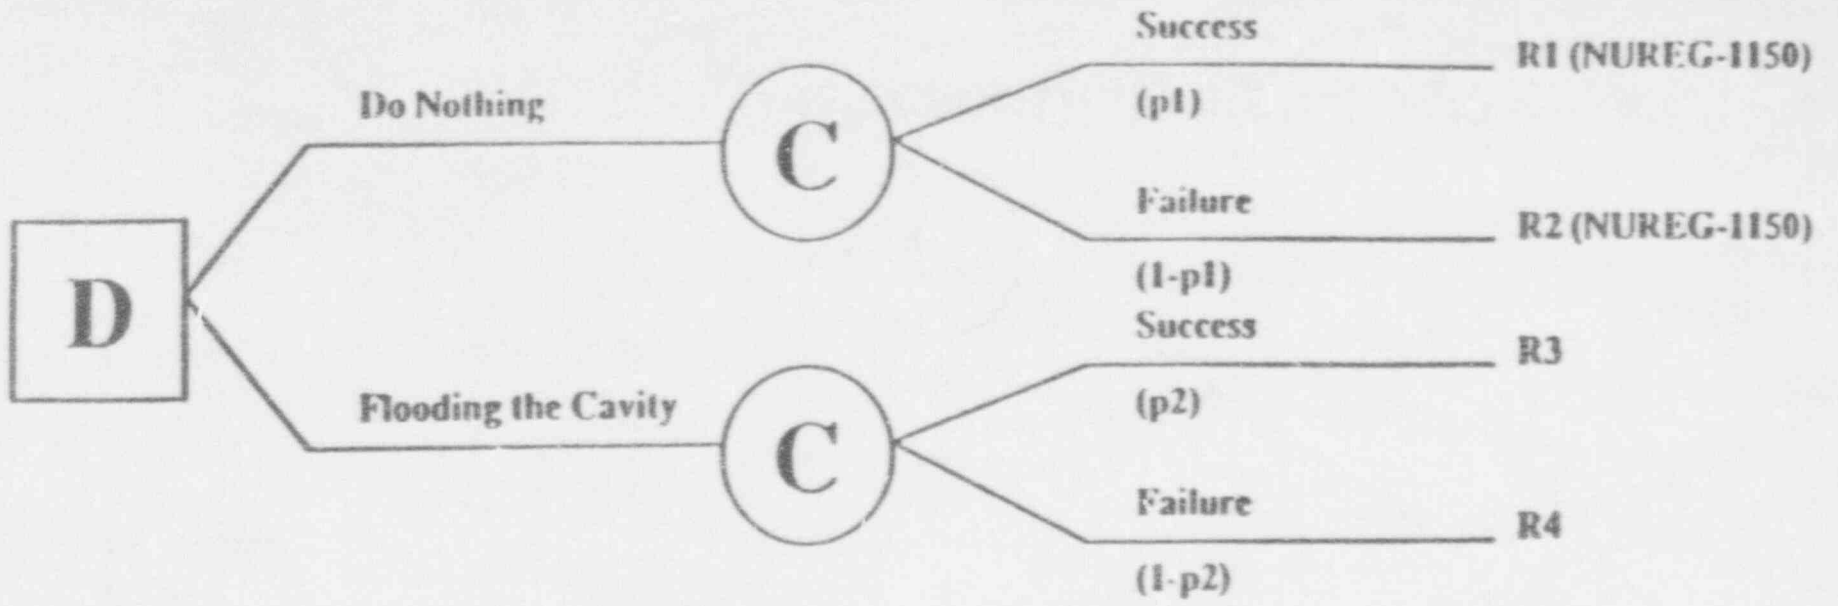 Success
R1 (NUREG-1150)
Do Nothing
(p1)
C
Failure
R2 (NUREG-1150)
(1-p1)
D
Success
R3
Flooding the Cavity
(p2)
C
Failure
R4
(1-p2)